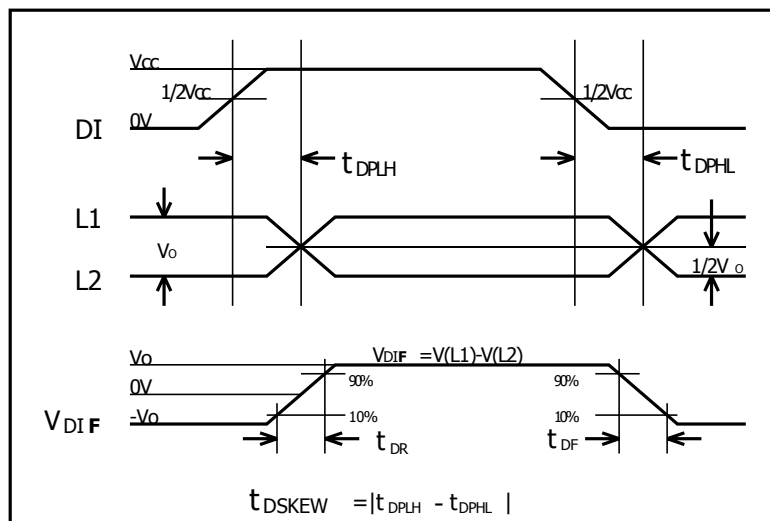 Vcc
1/2Vcc
1/2Vcc
0V
DI
tDPLH
tDPHL
L1
Vo
1/2Vo
L2
Vo
VDIF =V(L1)-V(L2)
90%
90%
0V
10%
10%
VDIF
-Vo
tDR
tDF
tDSKEW =|tDPLH - tDPHL |